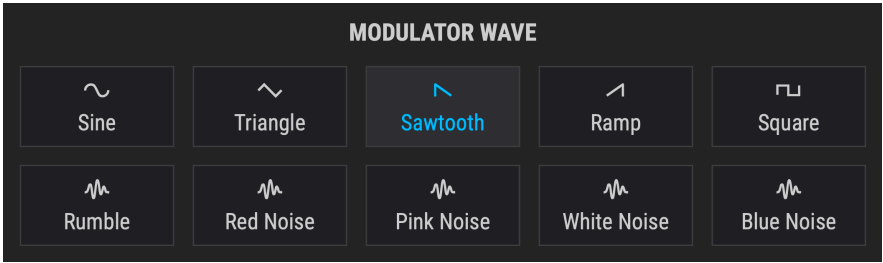 MODULATOR WAVE
Sine Triangle Sawtooth Ramp Square
Rumble Red Noise Pink Noise White Noise Blue Noise